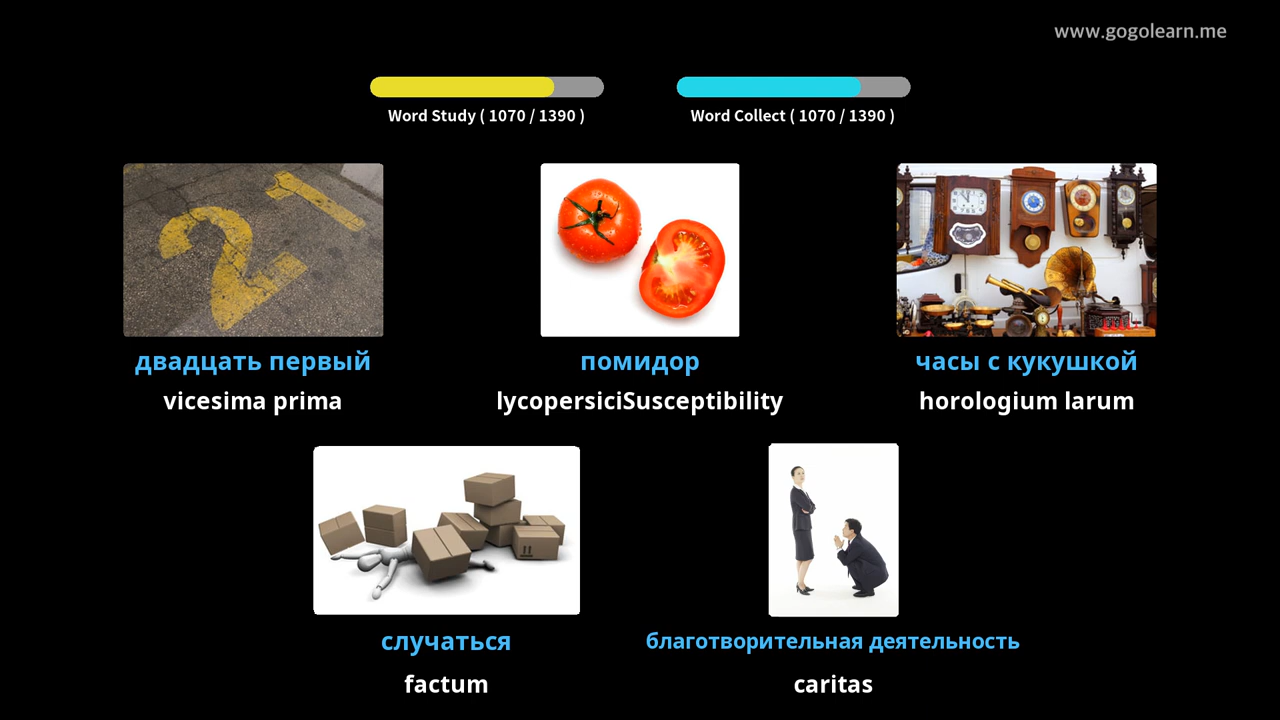 www.gogolearn.me
Word Study ( 1070 / 1390 )
Word Collect ( 1070 / 1390 )
21
двадцать первый
помидор
часы с кукушкой
vicesima prima
lycopersiciSusceptibility
horologium larum
случаться
благотворительная деятельность
factum
caritas